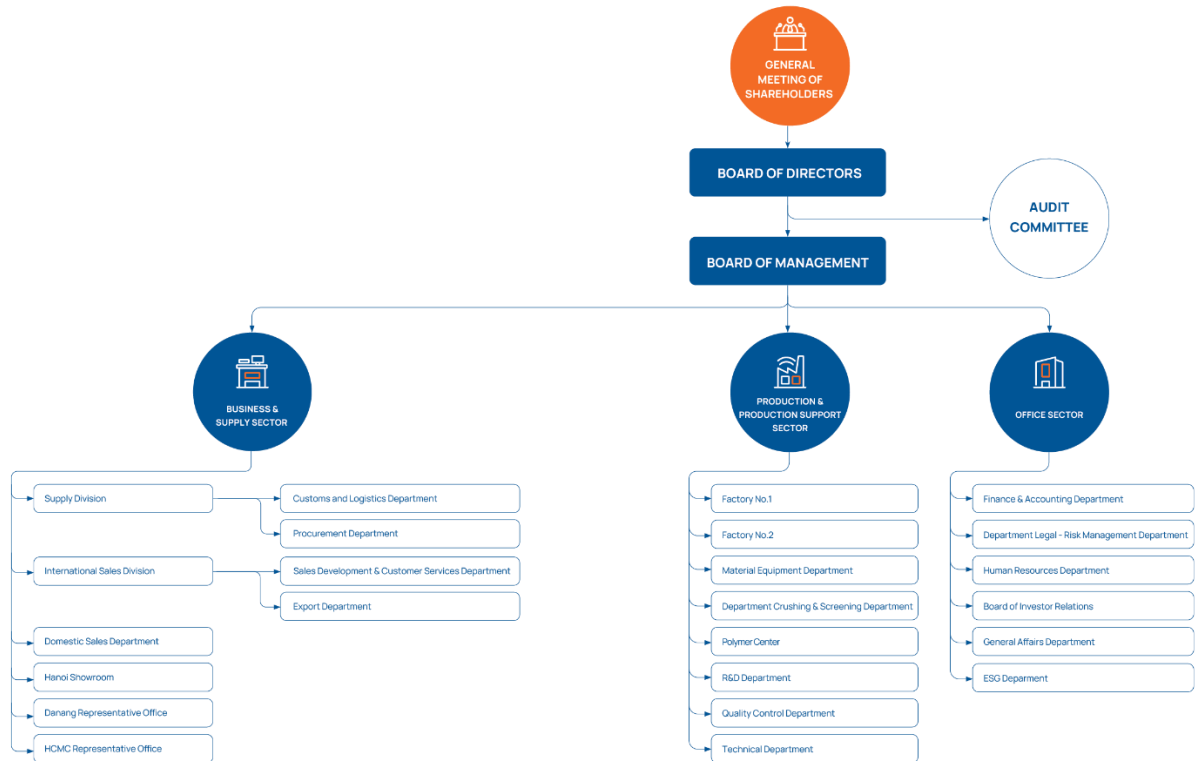 GENERAL
MEETING OF
SHAREHOLDERS
BOARD OF DIRECTORS
AUDIT
COMMITTEE
BOARD OF MANAGEMENT
BUSINESS &
SUPPLY SECTOR
PRODUCTION &
PRODUCTION SUPPORT
SECTOR
OFFICE SECTOR
Supply Division
Customs and Logistics Department
Procurement Department
International Sales Division
Sales Development & Customer Services Department
Export Department
Domestic Sales Department
Hanoi Showroom
Danang Representative Office
HCMC Representative Office
Factory No.1
Factory No.2
Material Equipment Department
Department Crushing & Screening Department
Polymer Center
R&D Department
Quality Control Department
Technical Department
Finance & Accounting Department
Department Legal - Risk Management Department
Human Resources Department
Board of Investor Relations
General Affairs Department
ESG Deparment